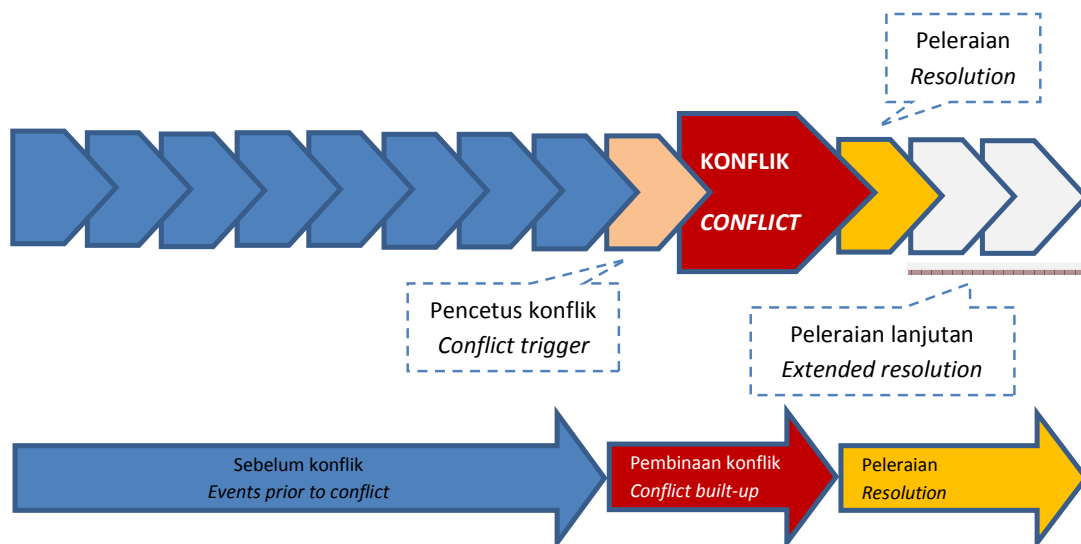 Peleraian
Resolution
KONFLIK
CONFLICT
Pencetus konflik
Conflict trigger
Peleraian lanjutan
Extended resolution
Sebelum konflik
Events prior to conflict
Pembinaan konflik
Conflict built-up
Peleraian
Resolution